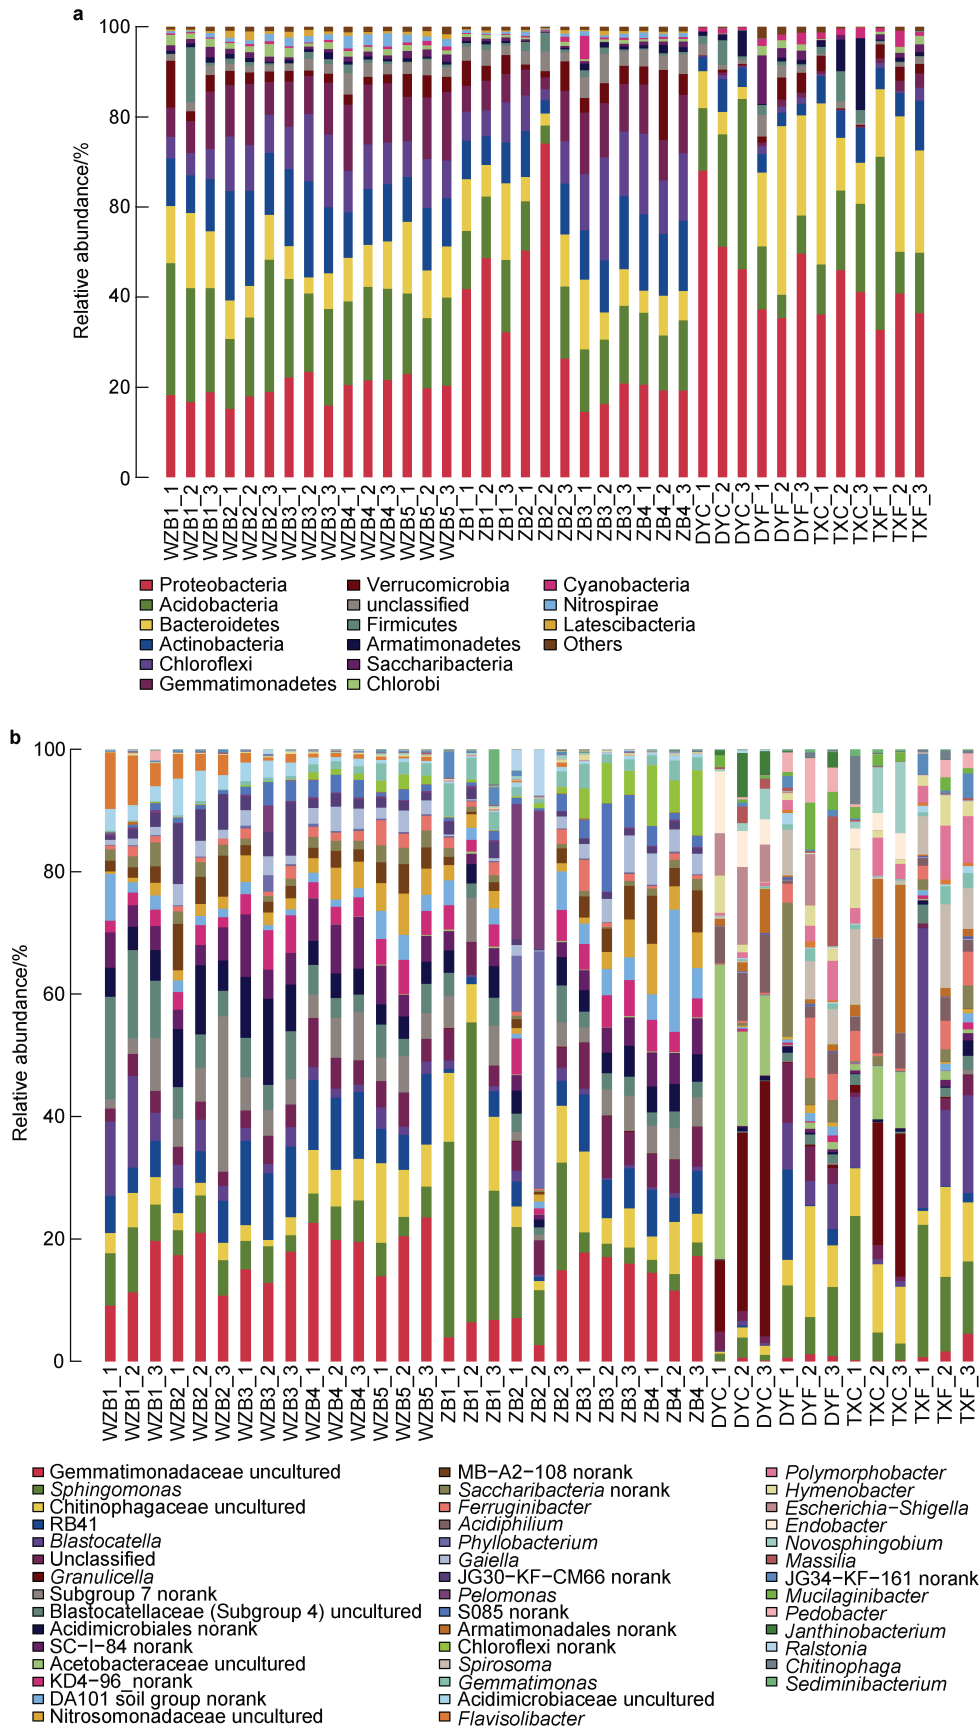 a
100
80
80
40
20
0
Relative abundance/%
WZB1_1
WZB1_2
WZB1_3
WZB2_1
WZB2_2
WZB2_3
WZB3_1
WZB3_2
WZB3_3
WZB4_1
WZB4_2
WZB4_3
WZB5_1
WZB5_2
WZB5_3
ZB1_1
ZB1_2
ZB1_3
ZB2_1
ZB2_2
ZB2_3
ZB3_1
ZB3_2
ZB3_3
ZB4_1
ZB4_2
ZB4_3
DYC_1
DYC_2
DYC_3
DYF_1
DYF_2
DYF_3
TXC_1
TXC_2
TXC_3
TXF_1
TXF_2
TXF_3
Proteobacteria
Acidobacteria
Bacteroidetes
Actinobacteria
Chloroflexi
Gemmatimonadetes
Verrucomicrobia
unclassified
Firmicutes
Armatimonadetes
Saccharibacteria
Chlorobi
Cyanobacteria
Nitrospirae
Latescibacteria
Others
b
100
80
60
40
20
0
Relative abundance/%
WZB1_1
WZB1_2
WZB1_3
WZB2_1
WZB2_2
WZB2_3
WZB3_1
WZB3_2
WZB3_3
WZB4_1
WZB4_2
WZB4_3
WZB5_1
WZB5_2
WZB5_3
ZB1_1
ZB1_2
ZB1_3
ZB2_1
ZB2_2
ZB2_3
ZB3_1
ZB3_2
ZB3_3
ZB4_1
ZB4_2
ZB4_3
DYC_1
DYC_2
DYC_3
DYF_1
DYF_2
DYF_3
TXC_1
TXC_2
TXC_3
TXF_1
TXF_2
TXF_3
Gemmatimonadaceae uncultured
Sphingomonas
Chitinophagaceae uncultured
RB41
Blastocatella
Unclassified
Granulicella
Subgroup 7 norank
Blastocatellaceae (Subgroup 4) uncultured
Acidimicrobiales norank
SC−I−84 norank
Acetobacteraceae uncultured
KD4−96_norank
DA101 soil group norank
Nitrosomonadaceae uncultured
MB−A2−108 norank
Saccharibacteria norank
Ferruginibacter
Acidiphilium
Phyllobacterium
Gaiella
JG30−KF−CM66 norank
Pelomonas
S085 norank
Armatimonadales norank
Chloroflexi norank
Spirosoma
Gemmatimonas
Acidimicrobiaceae uncultured
Flavisolibacter
Polymorphobacter
Hymenobacter
Escherichia−Shigella
Endobacter
Novosphingobium
Massilia
JG34−KF−161 norank
Mucilaginibacter
Pedobacter
Janthinobacterium
Ralstonia
Chitinophaga
Sediminibacterium